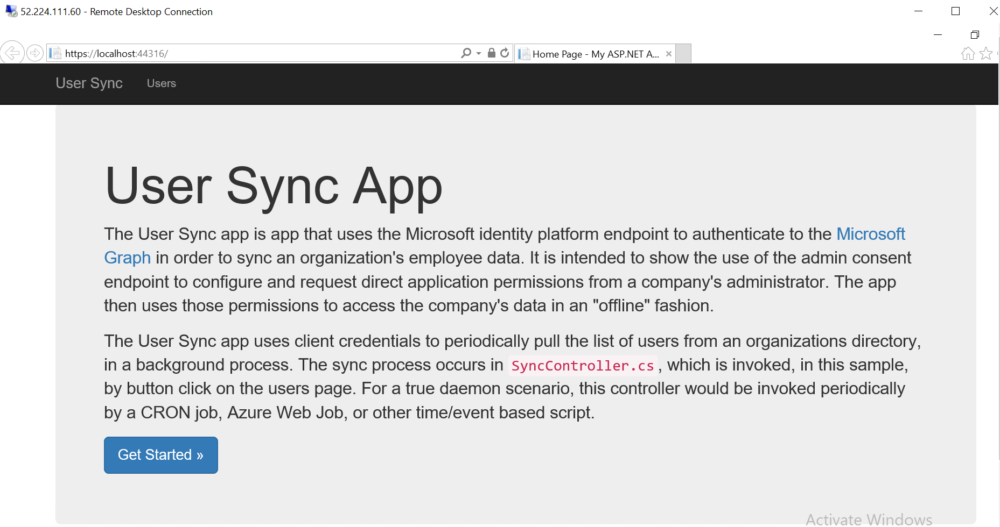 52.224.111.60 - Remote Desktop Connection
https://localhost:44316/
Home Page - My ASP.NET A...
User Sync Users
User Sync App
The User Sync app is app that uses the Microsoft identity platform endpoint to authenticate to the Microsoft
Graph in order to sync an organization's employee data. It is intended to show the use of the admin consent
endpoint to configure and request direct application permissions from a company's administrator. The app
then uses those permissions to access the company's data in an "offline" fashion.
The User Sync app uses client credentials to periodically pull the list of users from an organizations directory,
in a background process. The sync process occurs in SyncController.cs, which is invoked, in this sample,
by button click on the users page. For a true daemon scenario, this controller would be invoked periodically
by a CRON job, Azure Web Job, or other time/event based script.
Get Started »
Activate Windows